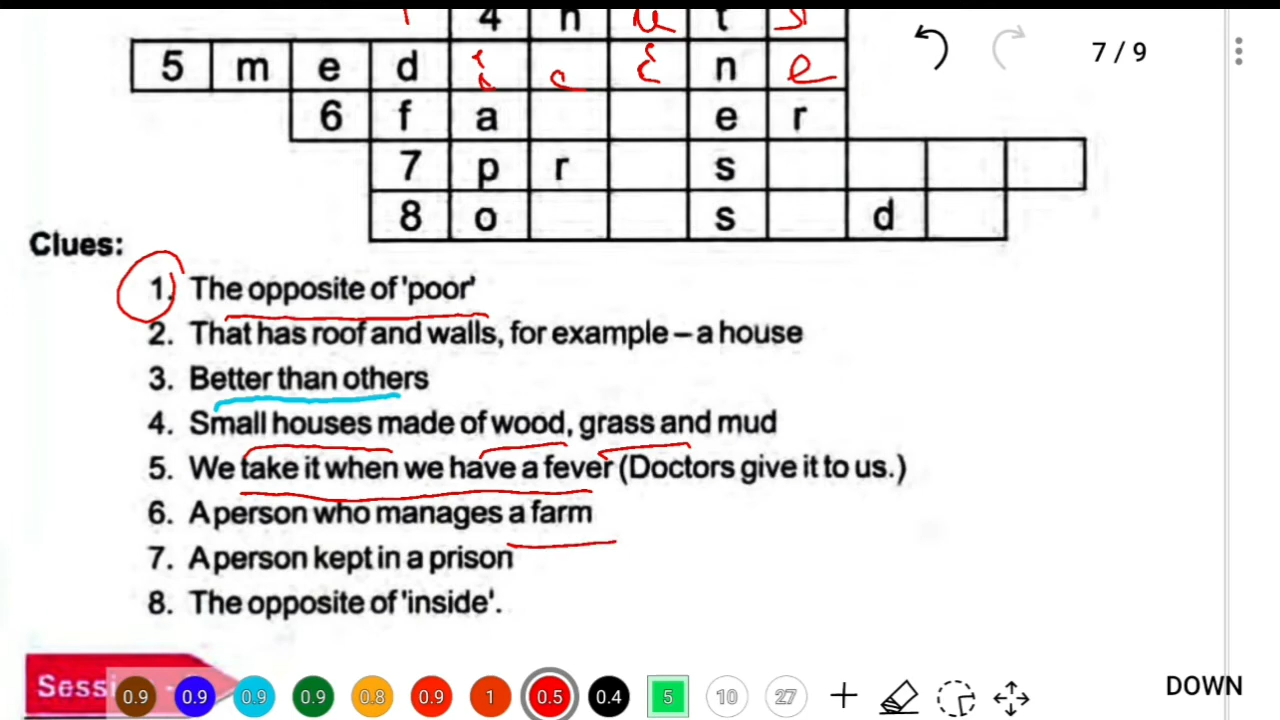 4 h u t s
7 / 9
5 m e d i c i n e
6 f a e r
7 p r s
8 o s d
Clues:
1. The opposite of 'poor'
2. That has roof and walls, for example – a house
3. Better than others
4. Small houses made of wood, grass and mud
5. We take it when we have a fever (Doctors give it to us.)
6. A person who manages a farm
7. A person kept in a prison
8. The opposite of 'inside'.
0.9 0.9 0.9 0.9 0.8 0.9 1 0.5 0.4 5 10 27
DOWN